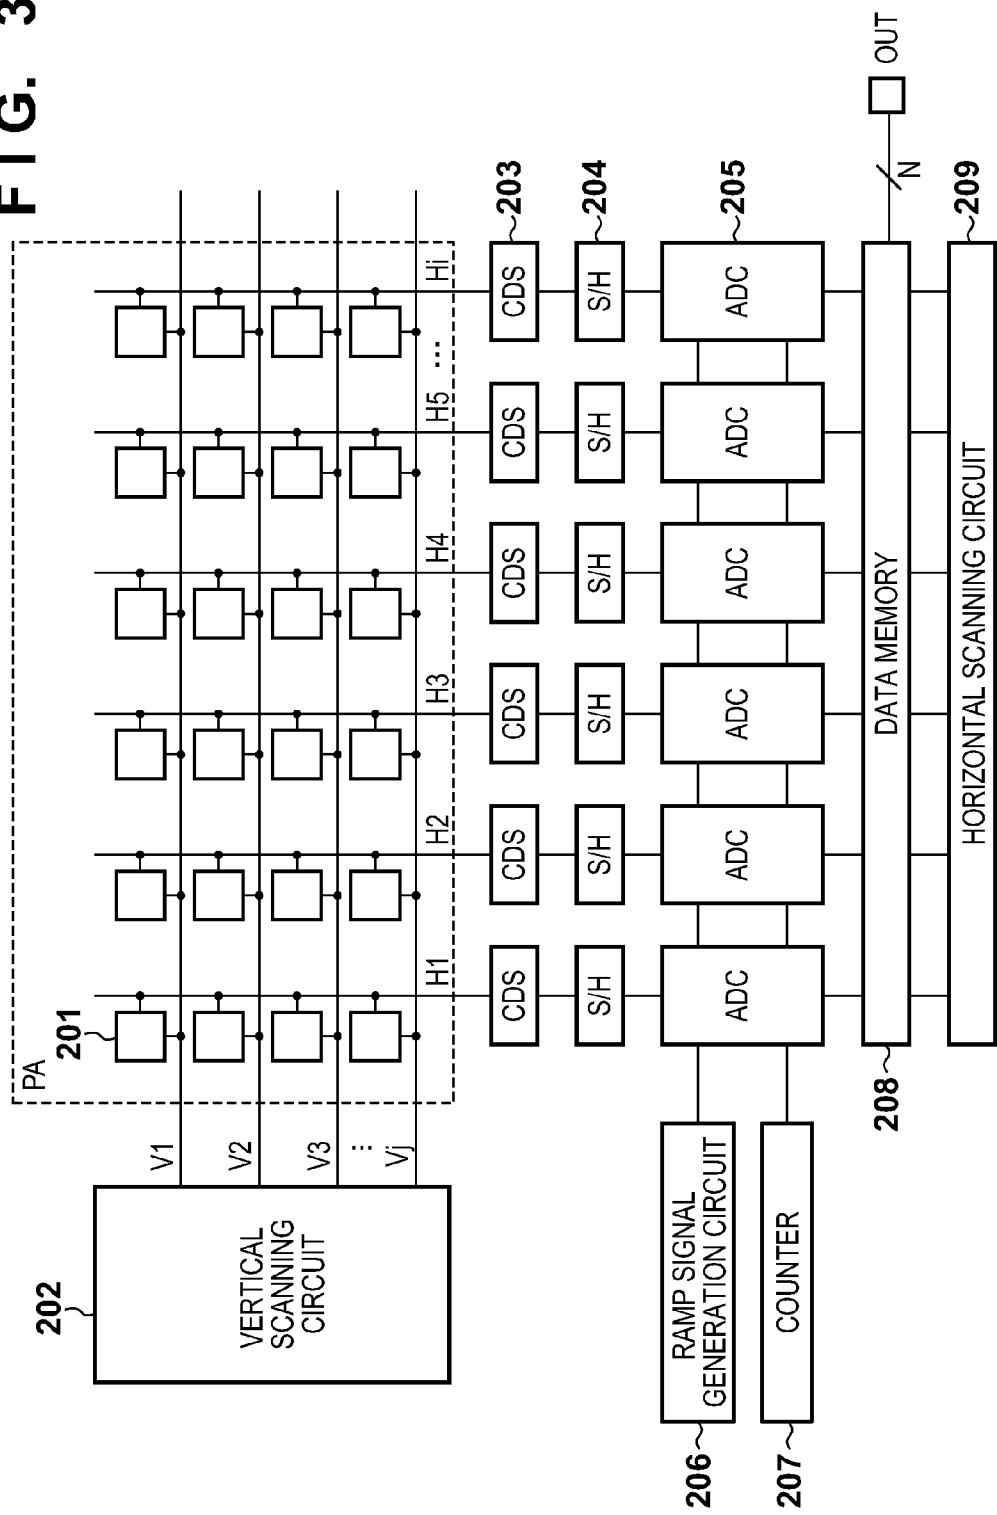 FIG. 3
PA
201
202
VERTICAL
SCANNING
CIRCUIT
V1
V2
V3
⋮
Vj
H1
H2
H3
H4
H5
...
Hi
CDS
CDS
CDS
CDS
CDS
CDS
203
S/H
S/H
S/H
S/H
S/H
S/H
204
206
RAMP SIGNAL
GENERATION CIRCUIT
ADC
ADC
ADC
ADC
ADC
ADC
205
207
COUNTER
208
DATA MEMORY
N
OUT
HORIZONTAL SCANNING CIRCUIT
209